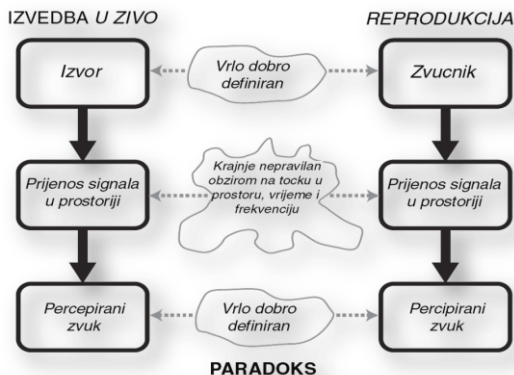 IZVEDBA U ZIVO
REPRODUKCIJA
Izvor
Vrlo dobro
definiran
Zvucnik
Prijenos signala
u prostoriji
Krajnje nepravilan
obzirom na tocku u
prostoru, vrijeme i
frekvenciju
Prijenos signala
u prostoriji
Percepirani
zvuk
Vrlo dobro
definiran
Percipirani
zvuk
PARADOKS